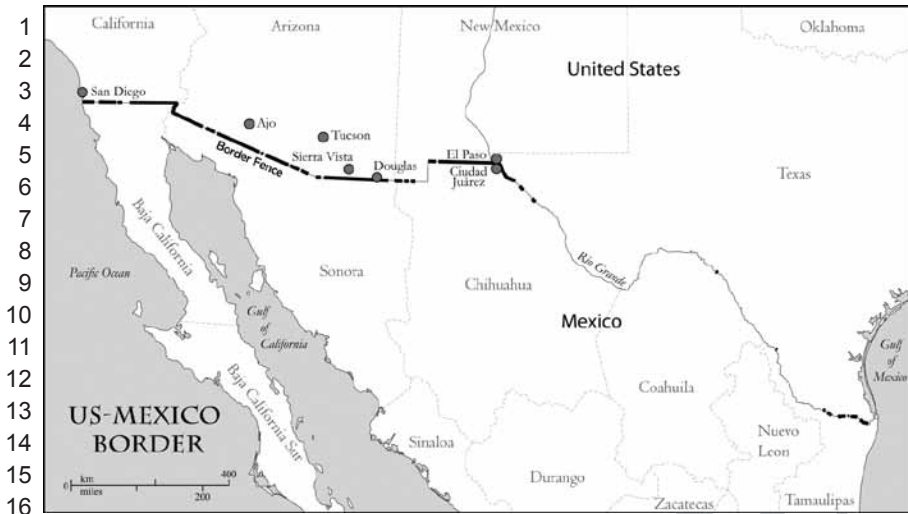 1
California
Arizona
New Mexico
Oklahoma
2
United States
3
San Diego
4
Ajo
Tucson
5
Border Fence
Sierra Vista
Douglas
El Paso
Ciudad
Juárez
Texas
6
7
Baja California
8
Pacific Ocean
Sonora
Chihuahua
Rio Grande
9
10
Gulf
of
California
Mexico
11
Gulf
of
Mexico
12
Baja California Sur
Coahuila
13
US-MEXICO
BORDER
14
Sinaloa
Nuevo
Leon
15
km
400
0
miles
200
Durango
16
Zacatecas
Tamaulipas